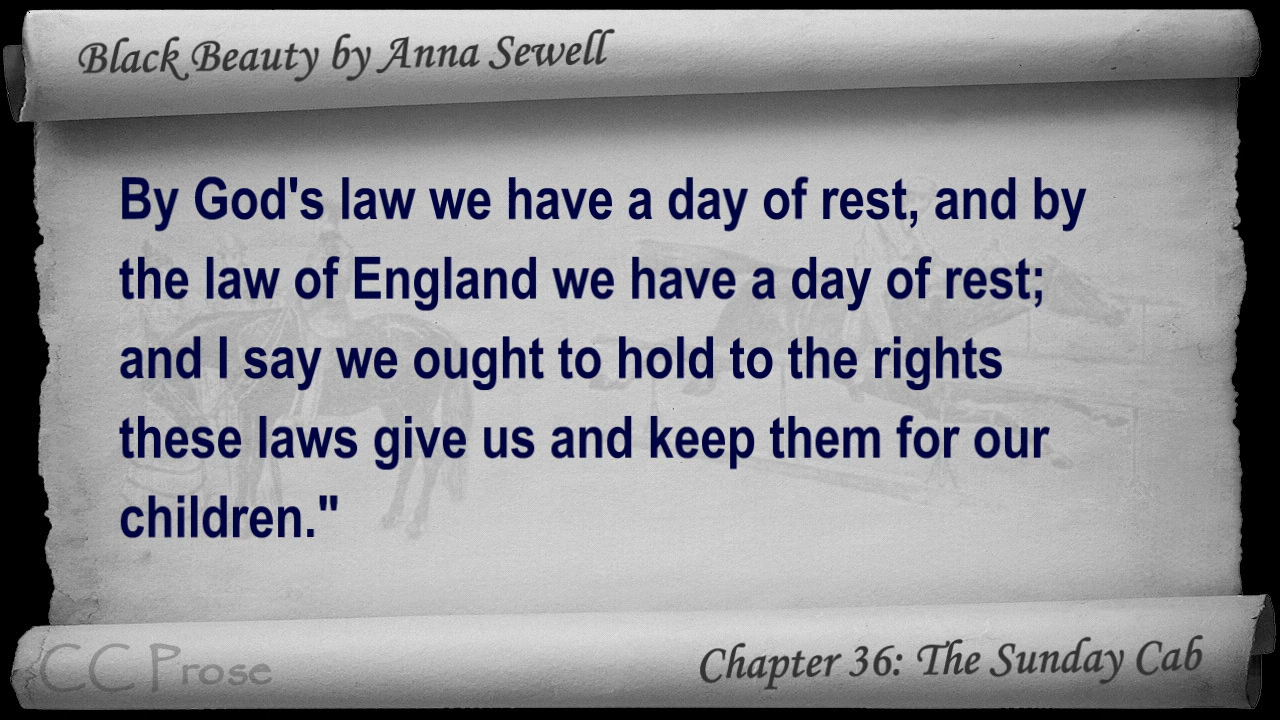 Black Beauty by Anna Sewell
By God's law we have a day of rest, and by
the law of England we have a day of rest;
and I say we ought to hold to the rights
these laws give us and keep them for our
children."
CC Prose
Chapter 36: The Sunday Cab